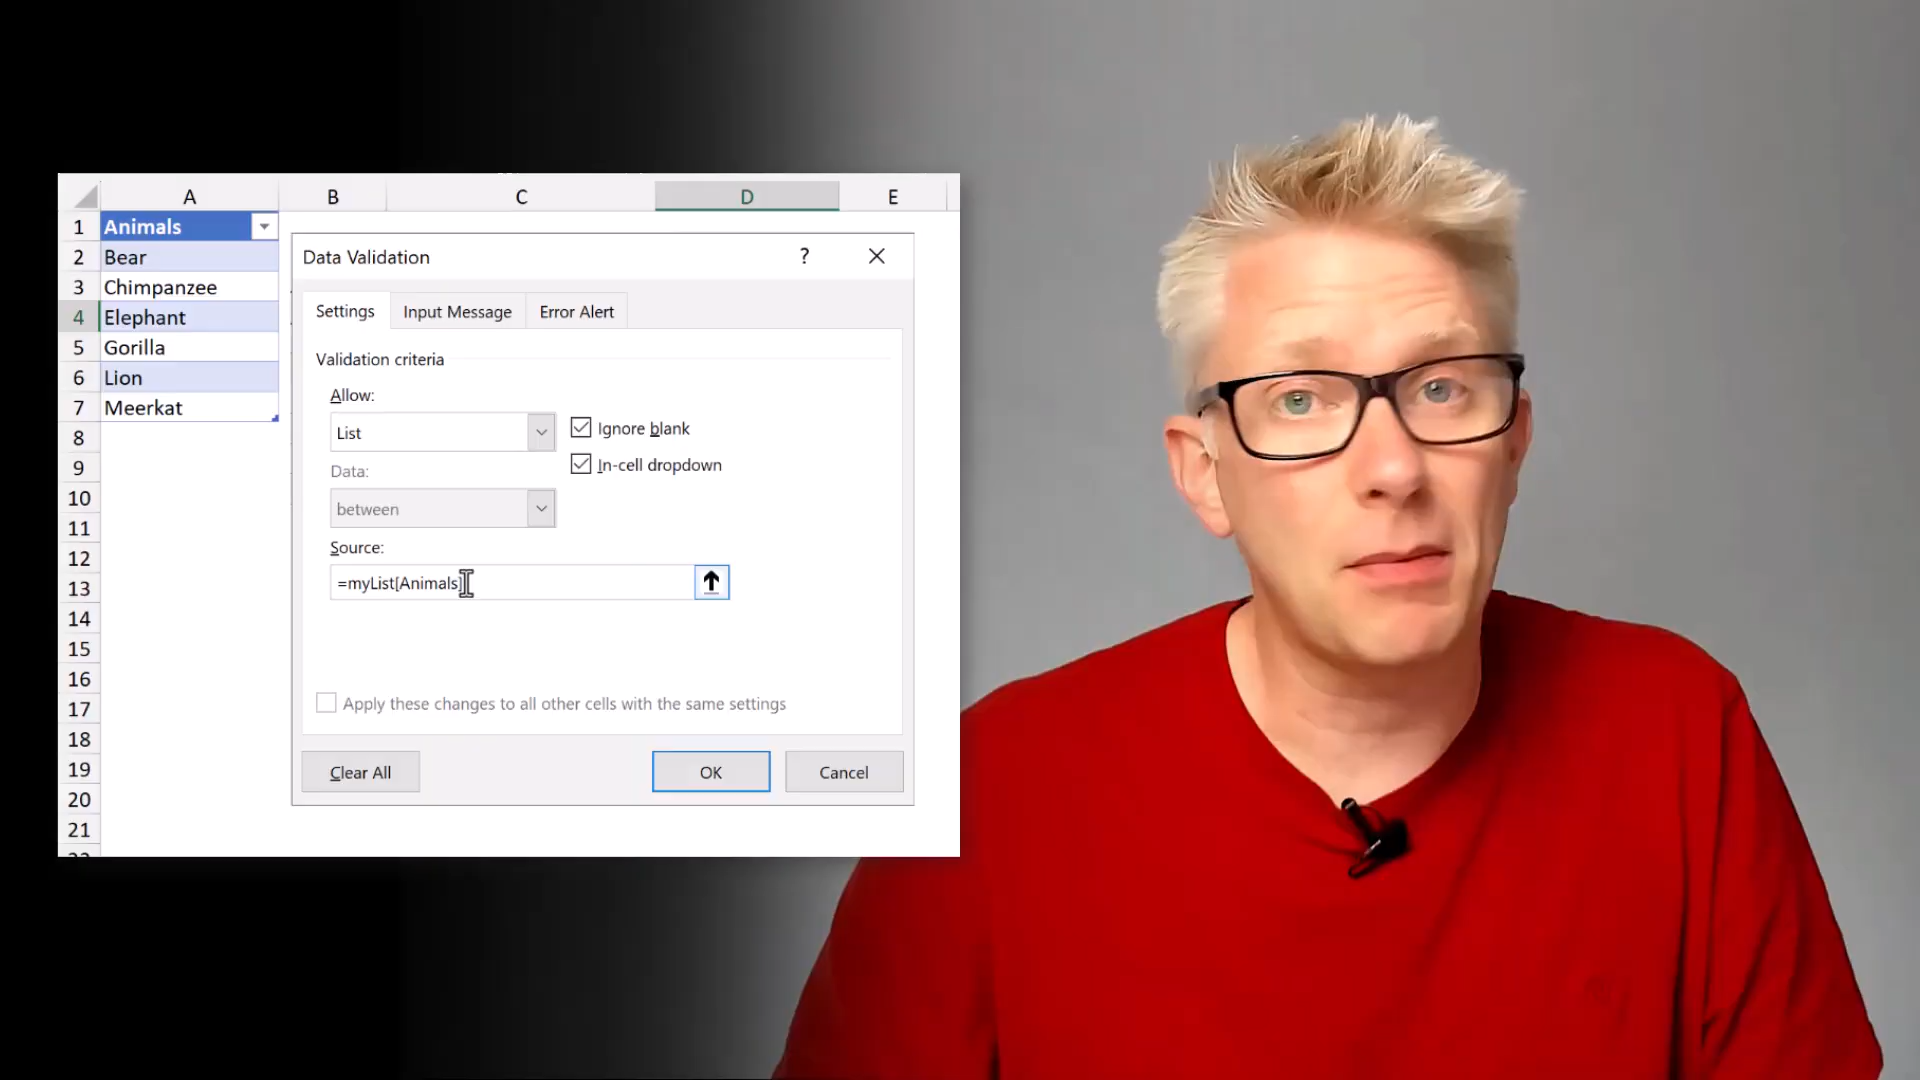 A B C D E
1 Animals
2 Bear
3 Chimpanzee
4 Elephant
5 Gorilla
6 Lion
7 Meerkat
8
9
10
11
12
13
14
15
16
17
18
19
20
21
Data Validation ?
Settings Input Message Error Alert
Validation criteria
Allow:
List
Ignore blank
In-cell dropdown
Data:
between
Source:
=myList[Animals]
Apply these changes to all other cells with the same settings
Clear All OK Cancel